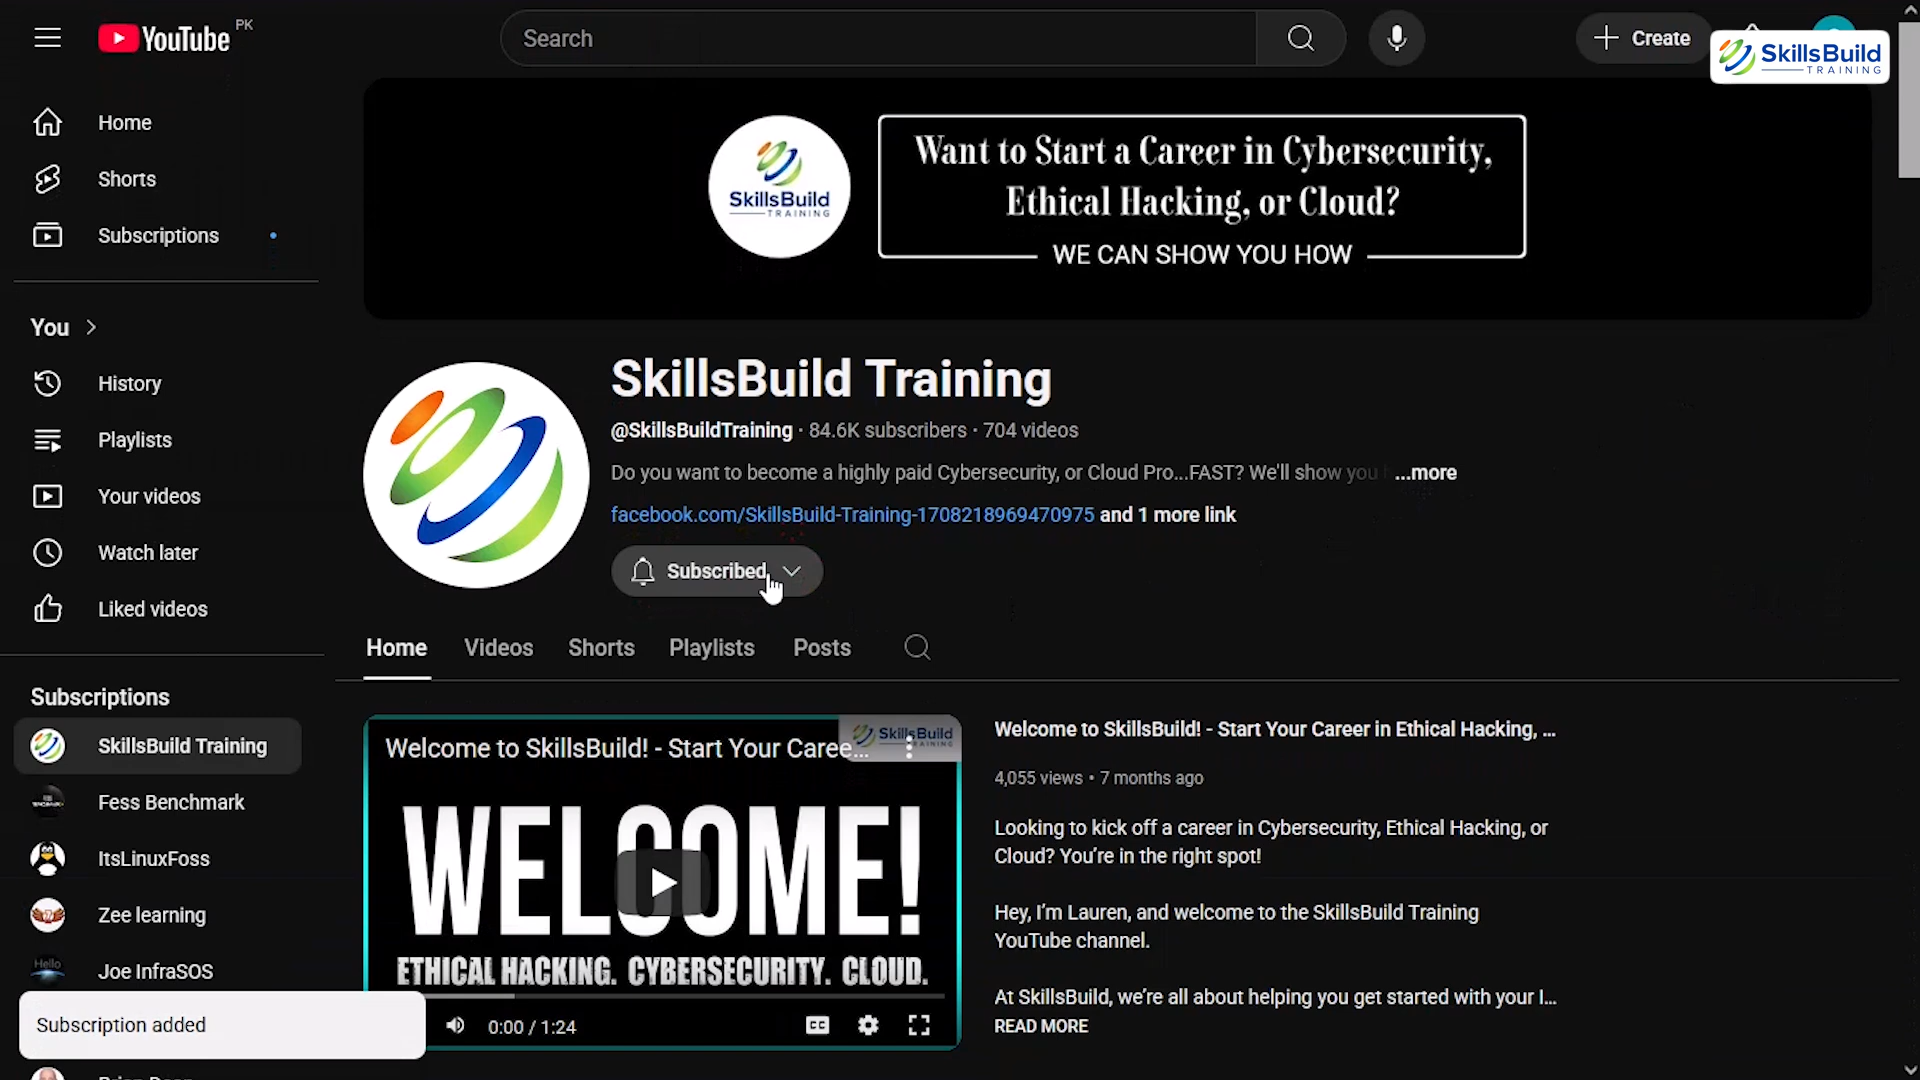 YouTube PK
Search
Create
SkillsBuild
TRAINING
Home
Shorts
Subscriptions
You
History
Playlists
Your videos
Watch later
Liked videos
Subscriptions
SkillsBuild Training
Fess Benchmark
ItsLinuxFoss
Zee learning
Hello
Joe InfraSOS
Subscription added
SkillsBuild
TRAINING
Want to Start a Career in Cybersecurity,
Ethical Hacking, or Cloud?
WE CAN SHOW YOU HOW
SkillsBuild Training
@SkillsBuildTraining · 84.6K subscribers · 704 videos
Do you want to become a highly paid Cybersecurity, or Cloud Pro...FAST? We'll show you ...more
facebook.com/SkillsBuild-Training-1708218969470975 and 1 more link
Subscribed
Home Videos Shorts Playlists Posts
Welcome to SkillsBuild! - Start Your Caree...
SkillsBuild
TRAINING
WELCOME!
ETHICAL HACKING. CYBERSECURITY. CLOUD.
0:00 / 1:24
CC
Welcome to SkillsBuild! - Start Your Career in Ethical Hacking, ...
4,055 views • 7 months ago
Looking to kick off a career in Cybersecurity, Ethical Hacking, or
Cloud? You’re in the right spot!
Hey, I’m Lauren, and welcome to the SkillsBuild Training
YouTube channel.
At SkillsBuild, we’re all about helping you get started with your I...
READ MORE